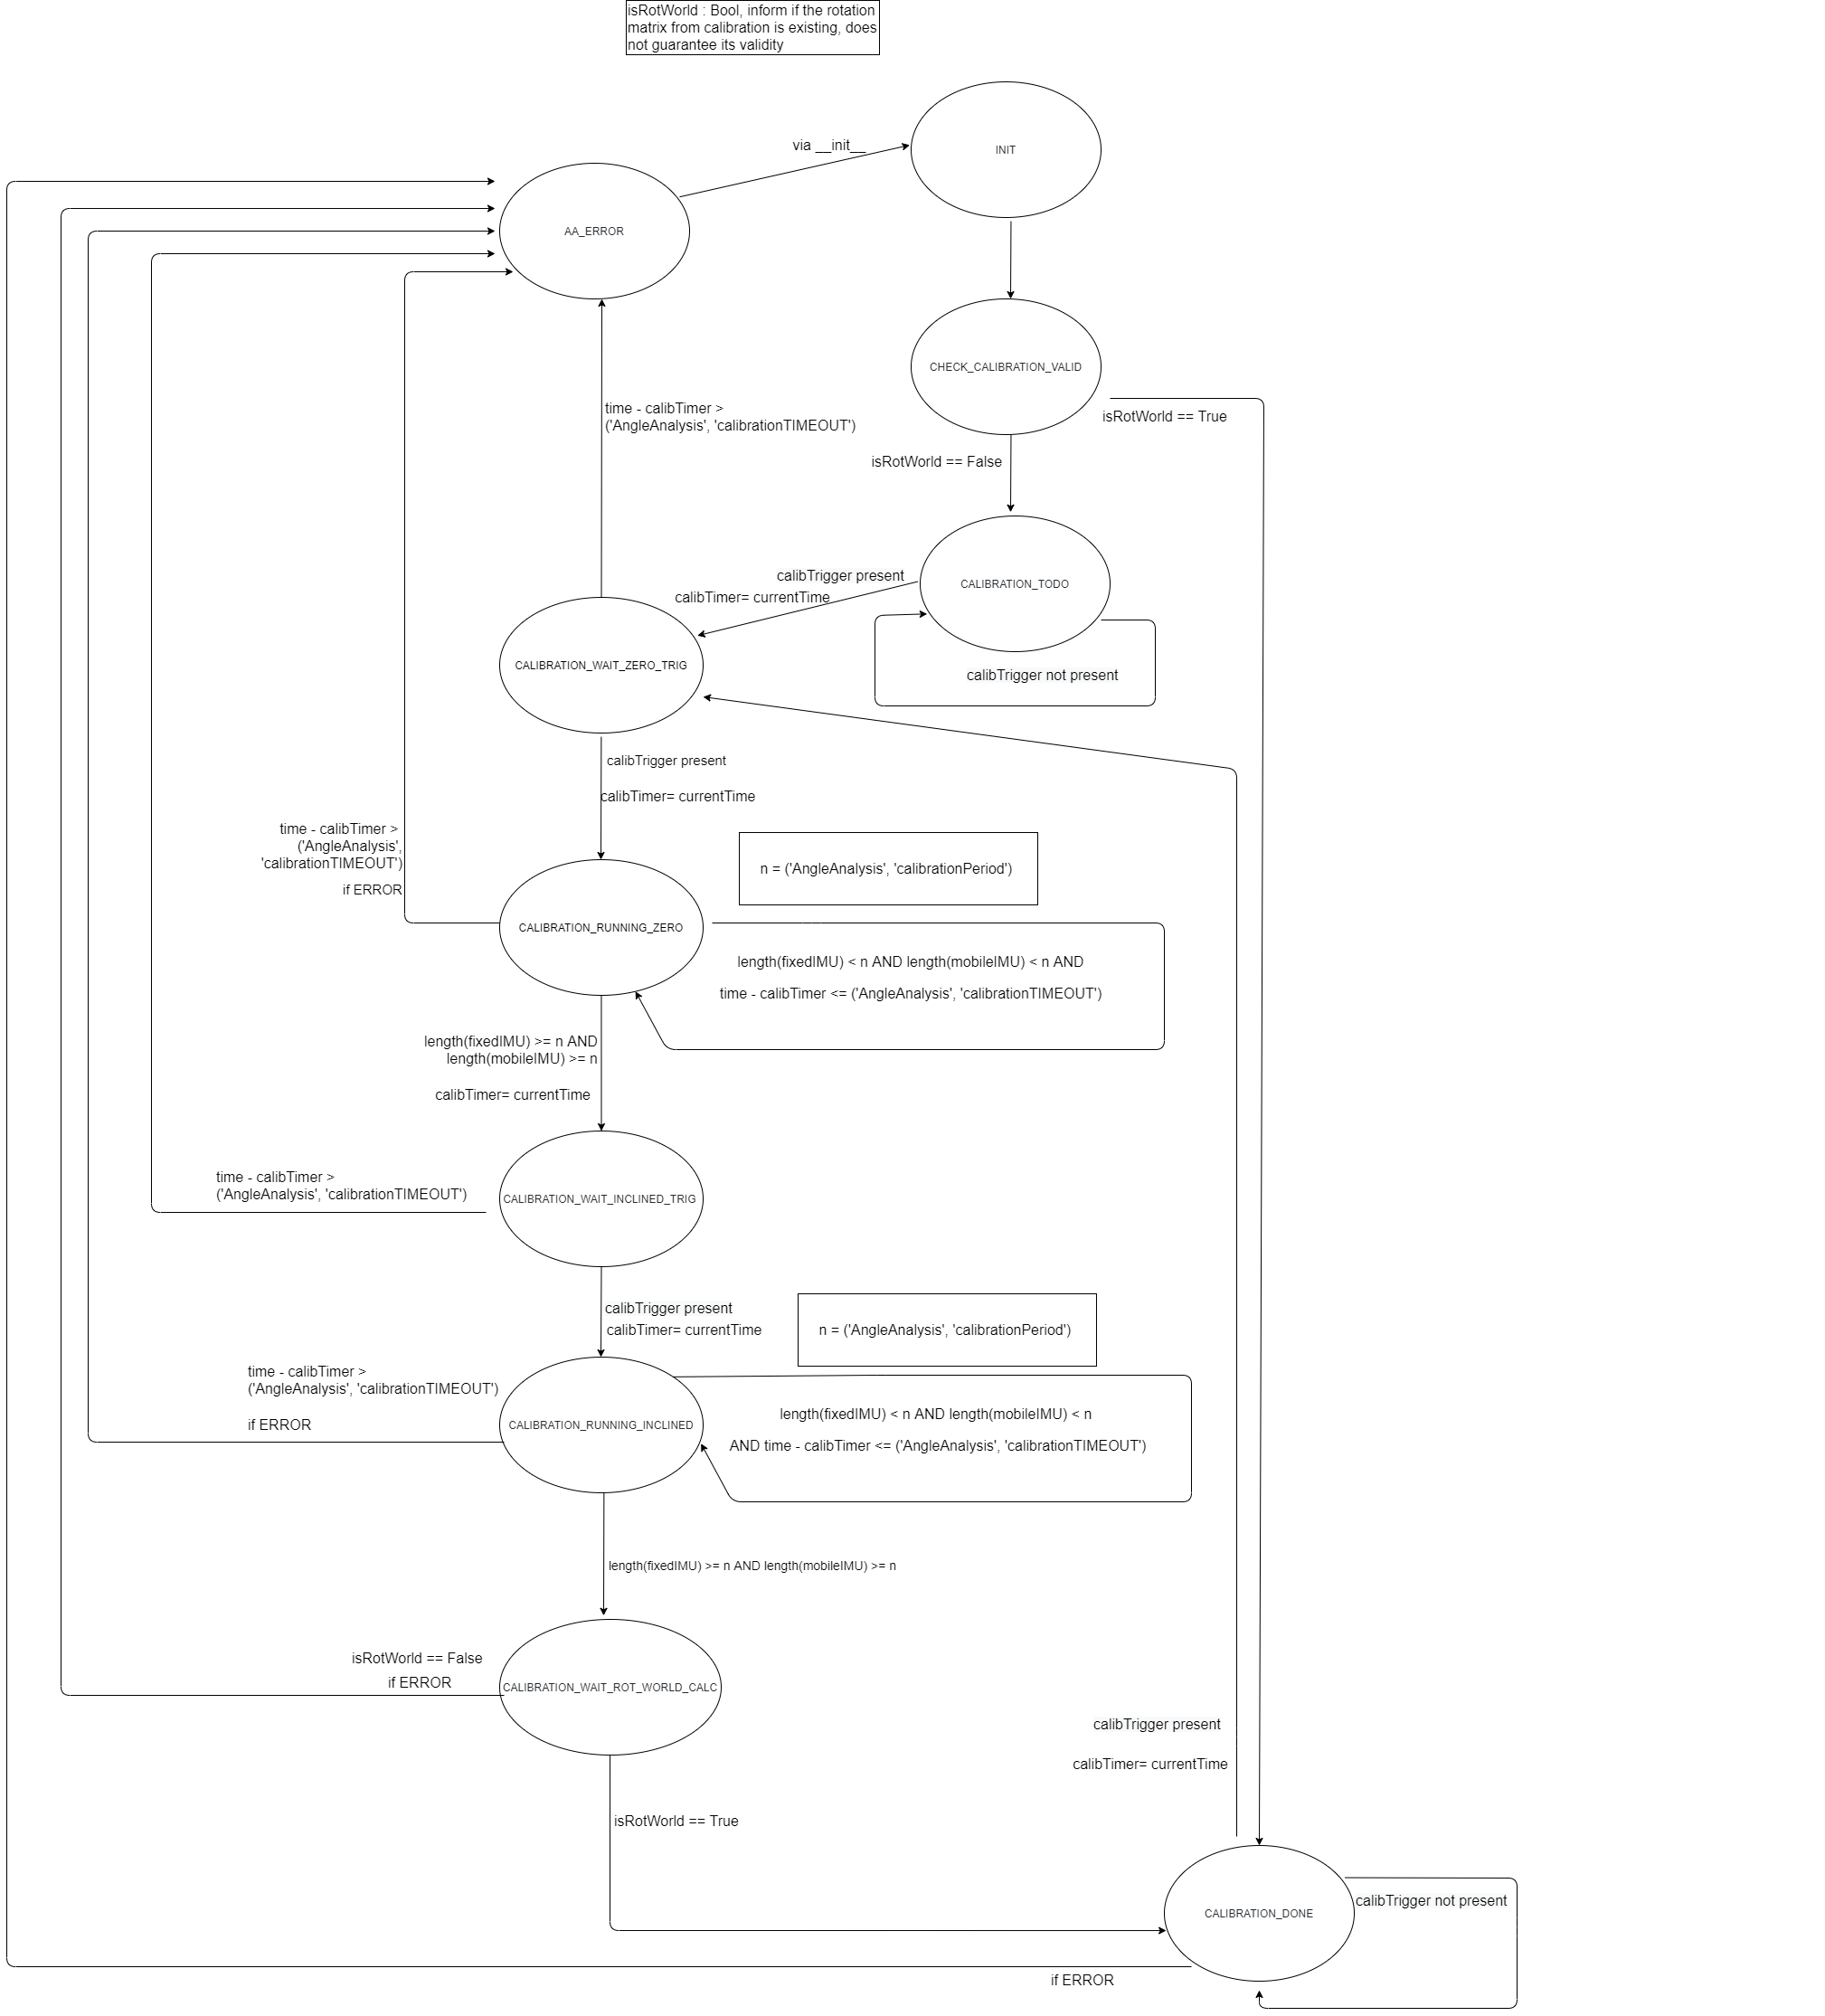 isRotWorld : Bool, inform if the rotation
matrix from calibration is existing, does
not guarantee its validity
via __init__
INIT
AA_ERROR
CHECK_CALIBRATION_VALID
time - calibTimer >
('AngleAnalysis', 'calibrationTIMEOUT')
isRotWorld == True
isRotWorld == False
calibTrigger present
calibTimer= currentTime
CALIBRATION_TODO
CALIBRATION_WAIT_ZERO_TRIG
calibTrigger not present
calibTrigger present
calibTimer= currentTime
time - calibTimer >
('AngleAnalysis',
'calibrationTIMEOUT')
if ERROR
n = ('AngleAnalysis', 'calibrationPeriod')
CALIBRATION_RUNNING_ZERO
length(fixedIMU) < n AND length(mobileIMU) < n AND
time - calibTimer <= ('AngleAnalysis', 'calibrationTIMEOUT')
length(fixedIMU) >= n AND
length(mobileIMU) >= n
calibTimer= currentTime
time - calibTimer >
('AngleAnalysis', 'calibrationTIMEOUT')
CALIBRATION_WAIT_INCLINED_TRIG
calibTrigger present
calibTimer= currentTime
n = ('AngleAnalysis', 'calibrationPeriod')
time - calibTimer >
('AngleAnalysis', 'calibrationTIMEOUT')
if ERROR
CALIBRATION_RUNNING_INCLINED
length(fixedIMU) < n AND length(mobileIMU) < n
AND time - calibTimer <= ('AngleAnalysis', 'calibrationTIMEOUT')
length(fixedIMU) >= n AND length(mobileIMU) >= n
isRotWorld == False
if ERROR
CALIBRATION_WAIT_ROT_WORLD_CALC
calibTrigger present
calibTimer= currentTime
isRotWorld == True
calibTrigger not present
CALIBRATION_DONE
if ERROR